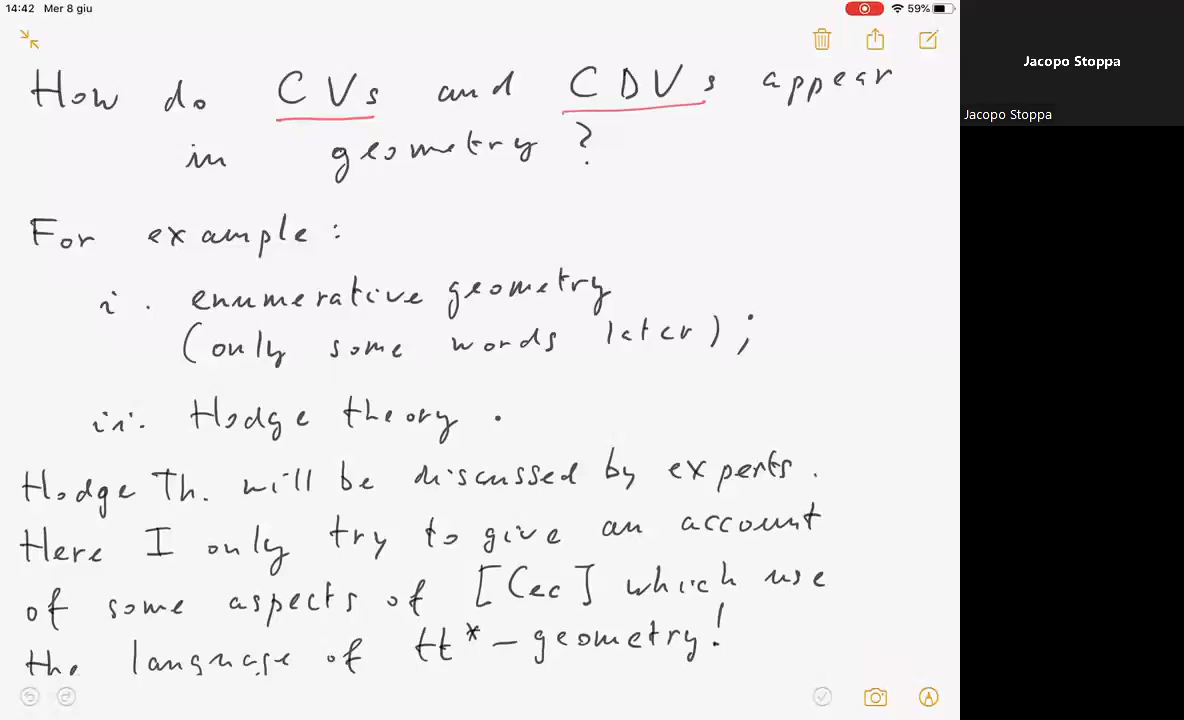 14:42 Mer 8 giu
59%
How do CVs and CDVs appear
in geometry?
For example:
i. enumerative geometry
(only some words later);
ii. Hodge theory.
Hodge Th. will be discussed by experts.
Here I only try to give an account
of some aspects of [Cec] which use
the language of tt*-geometry!
Jacopo Stoppa
Jacopo Stoppa